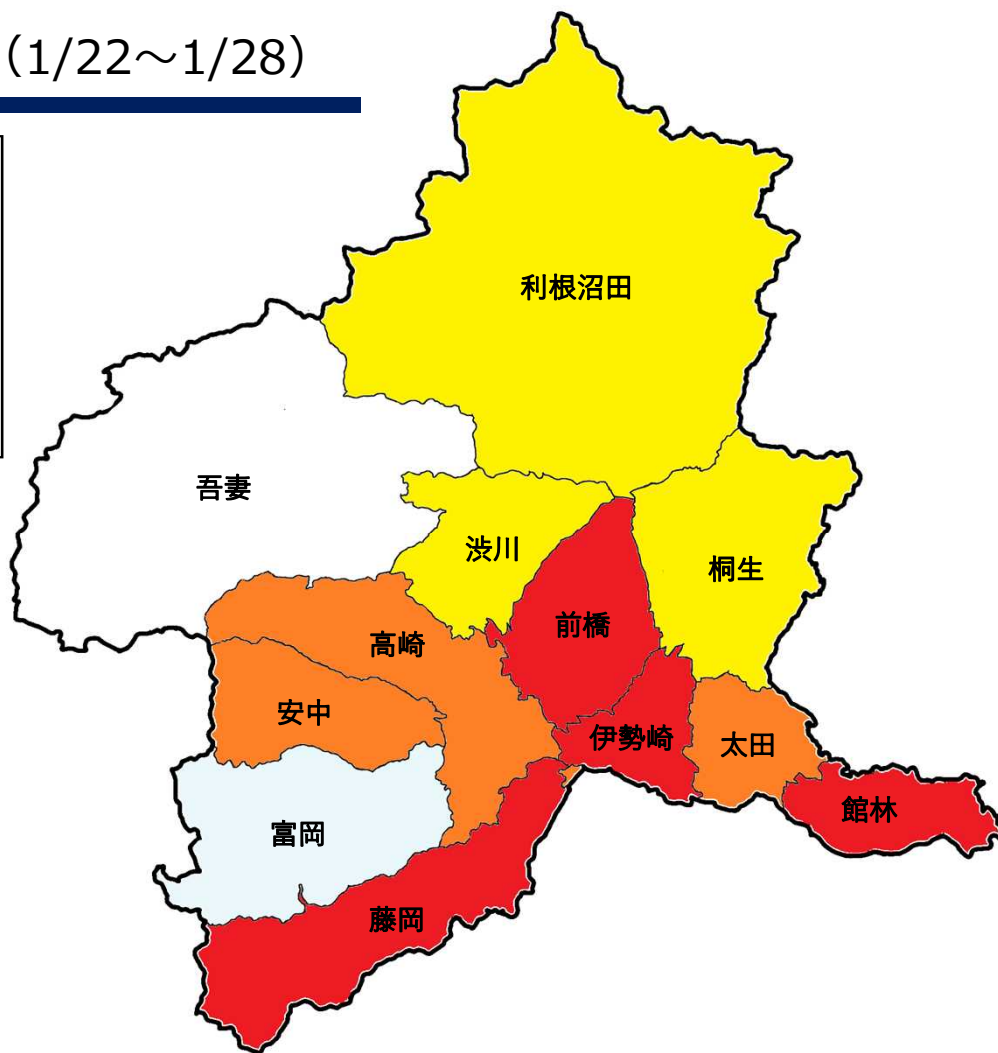 （1/22～1/28）
利根沼田
吾妻
渋川
桐生
前橋
高崎
安中
伊勢崎
太田
館林
富岡
藤岡